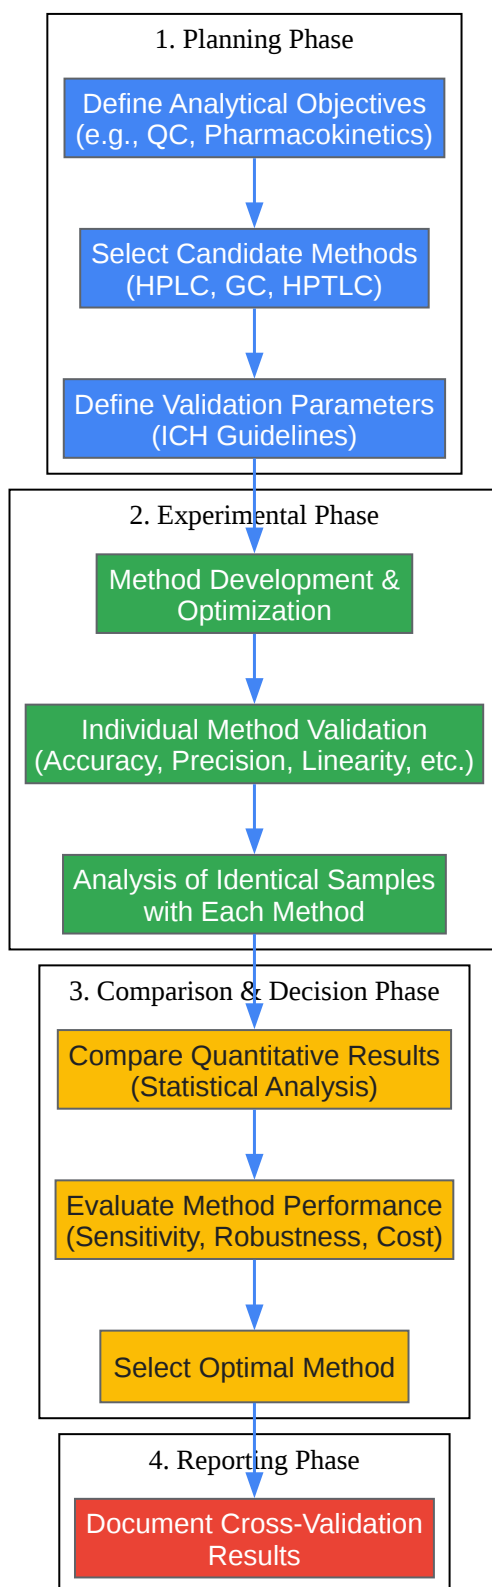 1. Planning Phase
Define Analytical Objectives
(e.g., QC, Pharmacokinetics)
Select Candidate Methods
(HPLC, GC, HPTLC)
Define Validation Parameters
(ICH Guidelines)
2. Experimental Phase
Method Development &
Optimization
Individual Method Validation
(Accuracy, Precision, Linearity, etc.)
Analysis of Identical Samples
with Each Method
3. Comparison & Decision Phase
Compare Quantitative Results
(Statistical Analysis)
Evaluate Method Performance
(Sensitivity, Robustness, Cost)
Select Optimal Method
4. Reporting Phase
Document Cross-Validation
Results